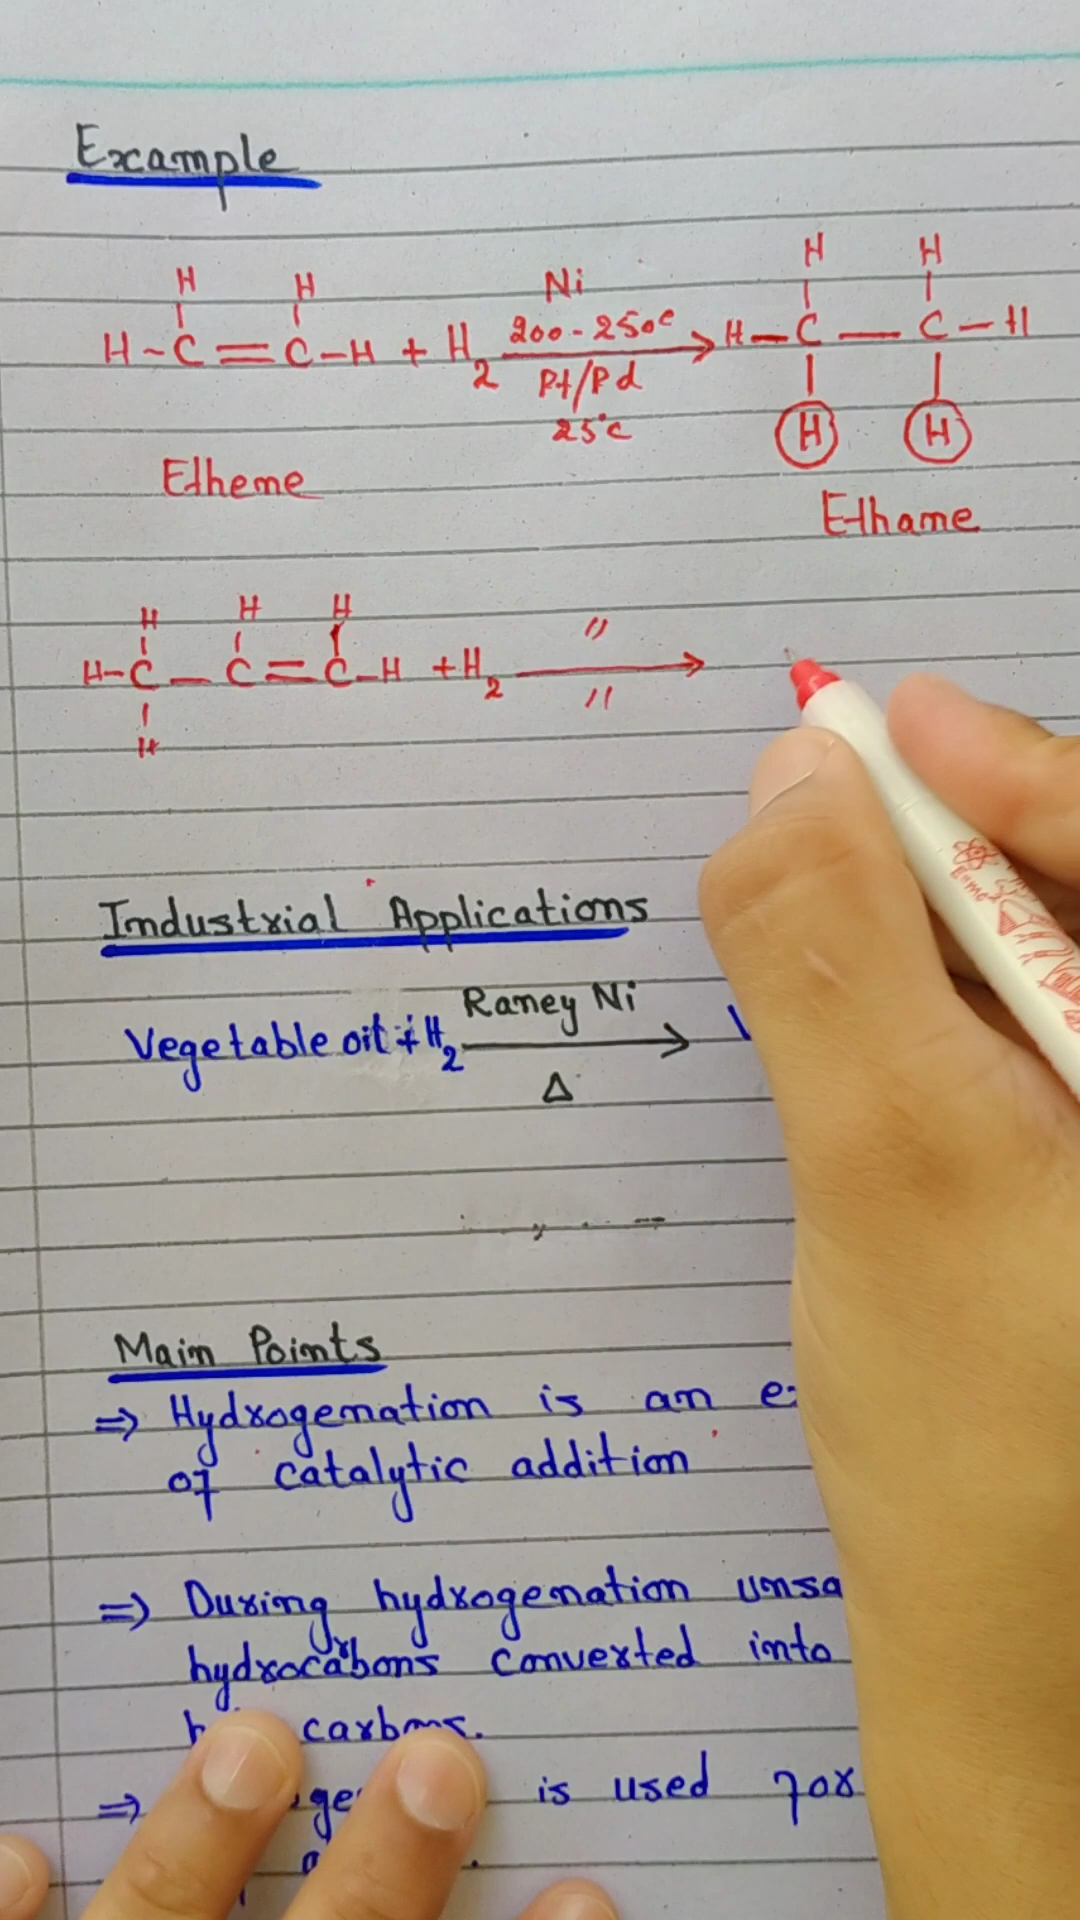 Example
H H Ni H H
H-C=C-H + H2 200-250°C → H-C-C-H
Pt/Pd
25°C H H
Etheme
Ethame
H H H "
H-C-C=C-H +H2 →
"
H
Industrial Applications
Vegetable oil + H2 Raney Ni →
Δ
Main Points
⇒ Hydrogenation is an
of catalytic addition
⇒ During hydrogenation unsa
hydrocarbons converted into
carbons.
⇒ is used for